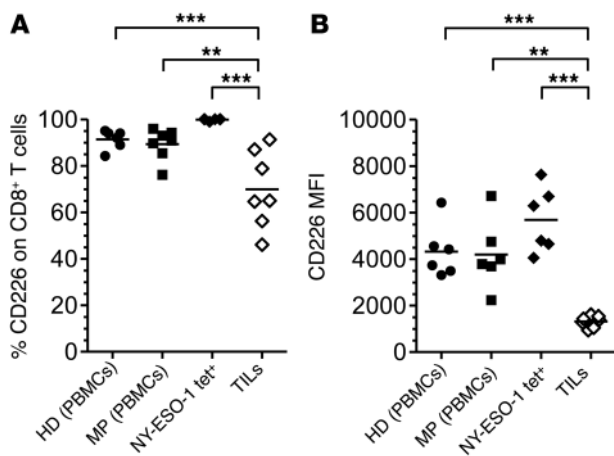 A
***
**
***
% CD226 on CD8⁺ T cells
100
80
60
40
20
0
HD (PBMCs)
MP (PBMCs)
NY-ESO-1 tet⁺
TILs
B
***
**
***
CD226 MFI
10000
8000
6000
4000
2000
0
HD (PBMCs)
MP (PBMCs)
NY-ESO-1 tet⁺
TILs